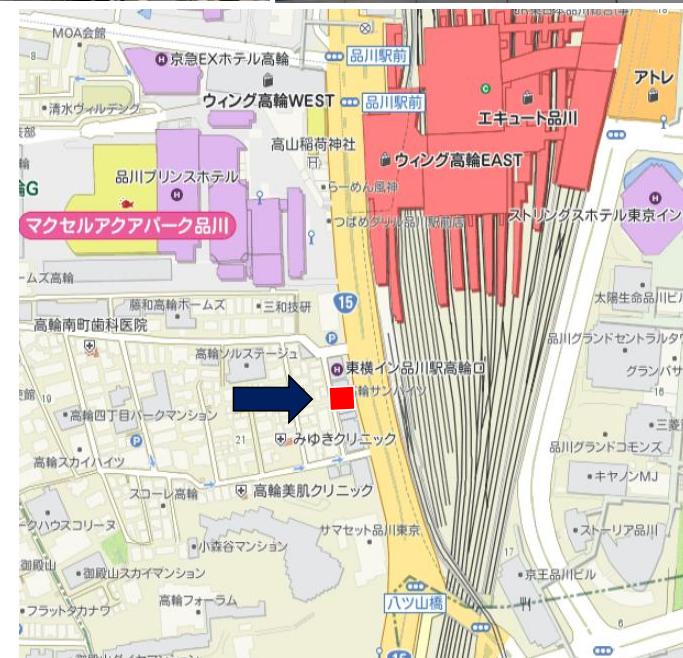 MOA会館
8
京急EXホテル高輪
品川駅前
18
アトレ
・清水ヴィルデンク
ウィング高輪WEST
品川駅前
エキュート品川
高山稲荷神社
ウィング高輪EAST
輪G
品川プリンスホテル
・らーめん風神
マクセルアクアパーク品川
・つばめグリル品川駅前店
ストリングスホテル東京イン
ームズ高輪
15
太陽生命品川ビル
藤和高輪ホームズ
・三和技研
高輪南町歯科医院
P
高輪ソルステージ
品川グランドセントラルタワ
東横イン品川駅高輪口
グランパサ
16
19
輪サンハイツ
・高輪四丁目パークマンション
・三菱
P
21
みゆきクリニック
品川グランドコモンズ
高輪スカイハイツ
・キヤノンMJ
スコーレ高輪
高輪美肌クリニック
ークハウスコリーヌ
サマセット品川東京
・ストーリア品川
・小森谷マンション
17
御殿山
・御殿山スカイマンション
・京王品川ビル
八ツ山橋
・フラットタカナワ
高輪フォーラム
6
15